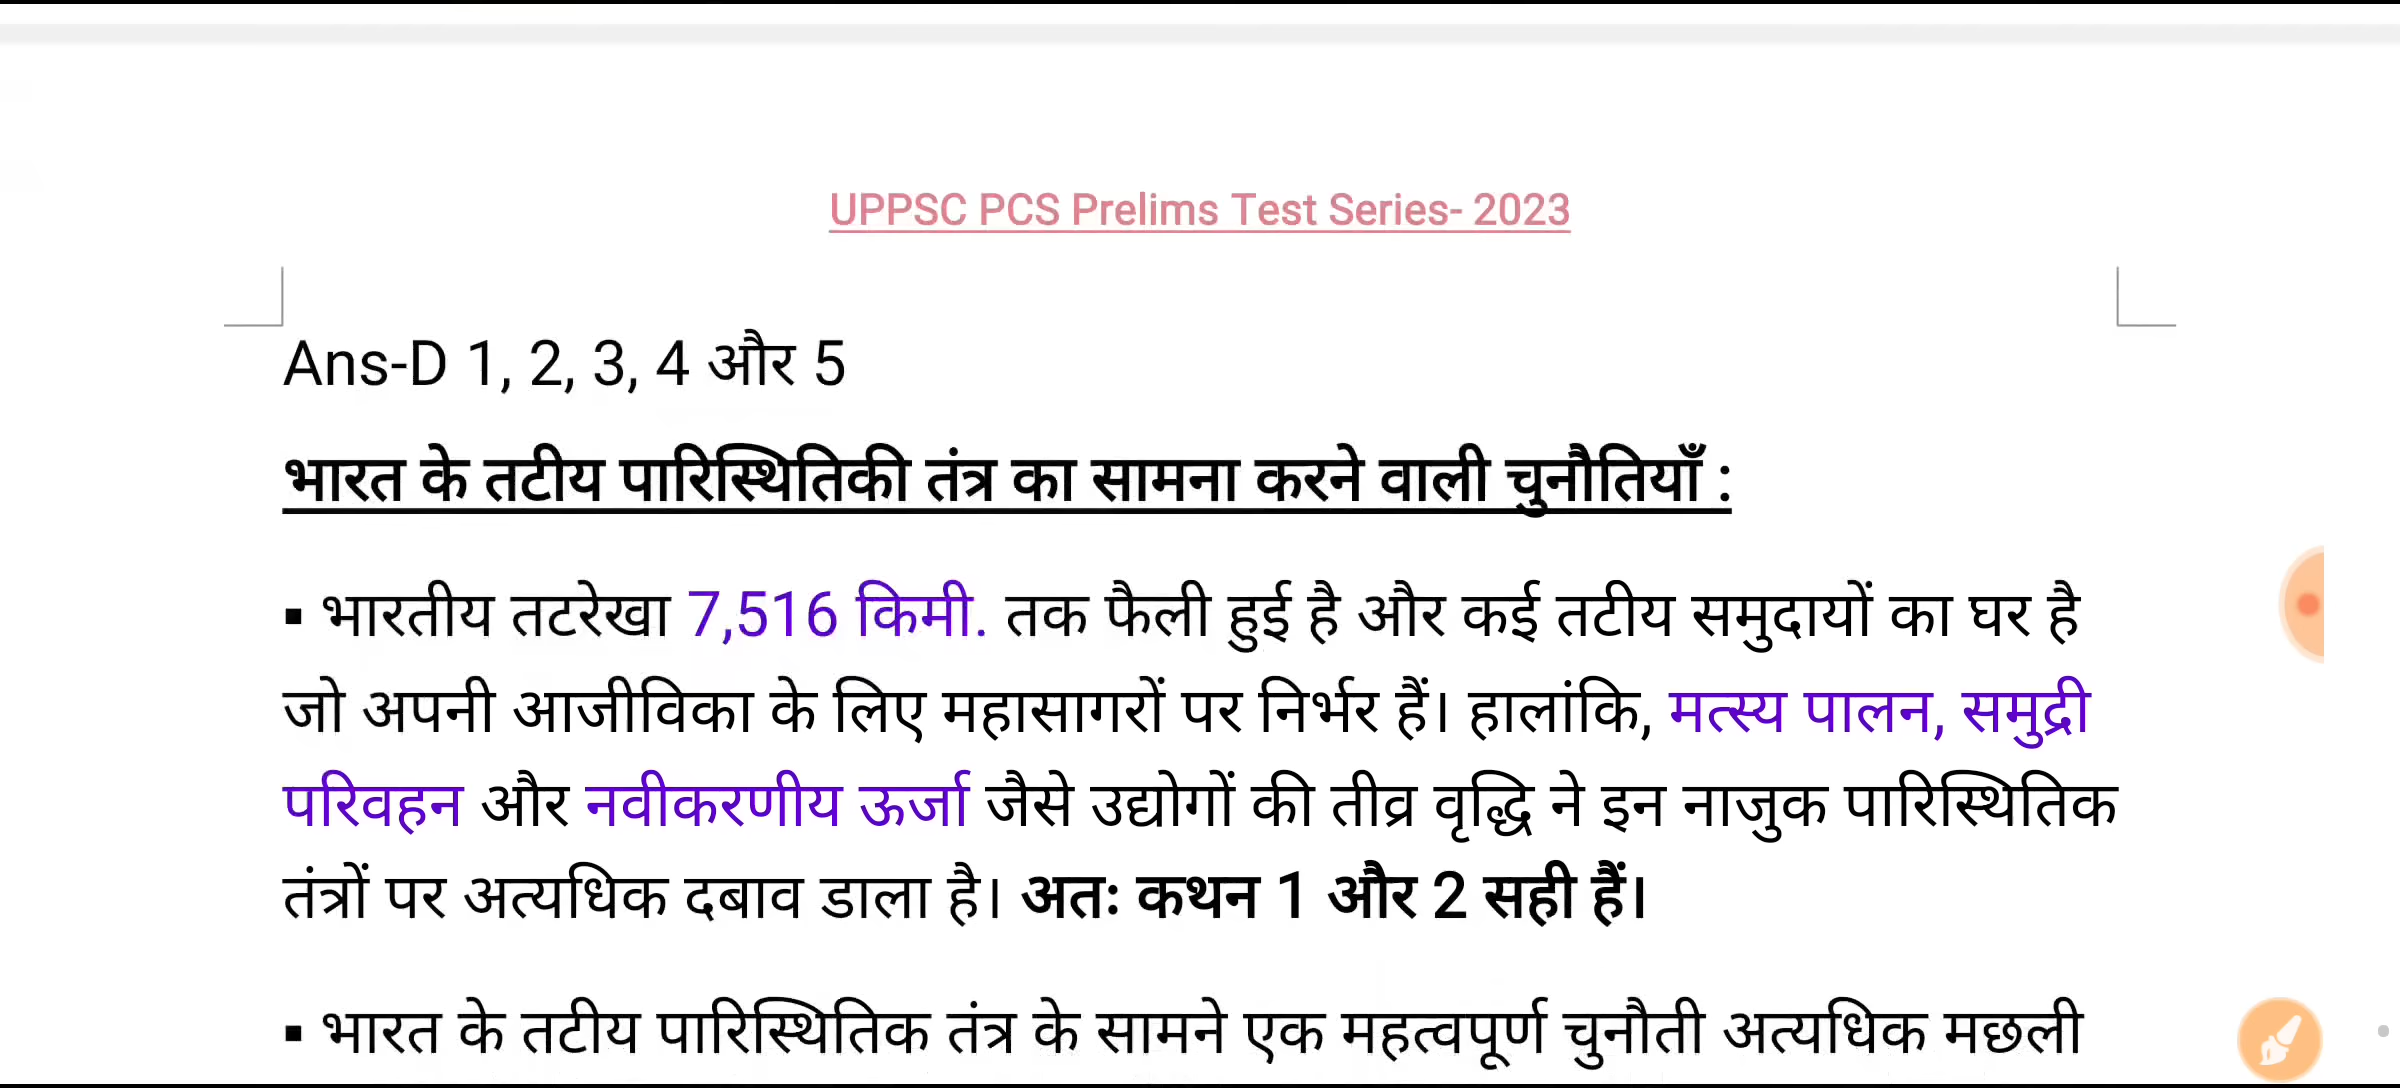 UPPSC PCS Prelims Test Series- 2023
Ans-D 1, 2, 3, 4 और 5
भारत के तटीय पारिस्थितिकी तंत्र का सामना करने वाली चुनौतियाँ :
▪ भारतीय तटरेखा 7,516 किमी. तक फैली हुई है और कई तटीय समुदायों का घर है
जो अपनी आजीविका के लिए महासागरों पर निर्भर हैं। हालांकि, मत्स्य पालन, समुद्री
परिवहन और नवीकरणीय ऊर्जा जैसे उद्योगों की तीव्र वृद्धि ने इन नाजुक पारिस्थितिक
तंत्रों पर अत्यधिक दबाव डाला है। अतः कथन 1 और 2 सही हैं।
▪ भारत के तटीय पारिस्थितिक तंत्र के सामने एक महत्वपूर्ण चुनौती अत्यधिक मछली